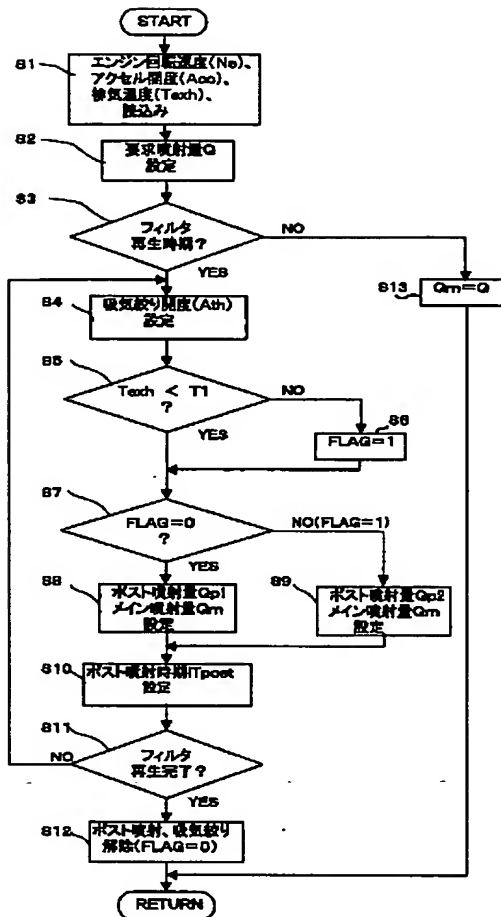 START
S1
エンジン回転速度(Ne)、
アクセル開度(Acc)、
排気温度(Texh)、
読込み
S2
要求噴射量Q
設定
S3
フィルタ
再生時期?
NO
YES
S13
Qm=Q
S4
吸気絞り開度(Ath)
設定
S5
Texh < T1
?
NO
YES
S6
FLAG=1
S7
FLAG=0
?
NO(FLAG=1)
YES
S8
ポスト噴射量Qp1
メイン噴射量Qm
設定
S9
ポスト噴射量Qp2
メイン噴射量Qm
設定
S10
ポスト噴射時期ITpost
設定
S11
フィルタ
再生完了?
NO
YES
S12
ポスト噴射、吸気絞り
解除(FLAG=0)
RETURN